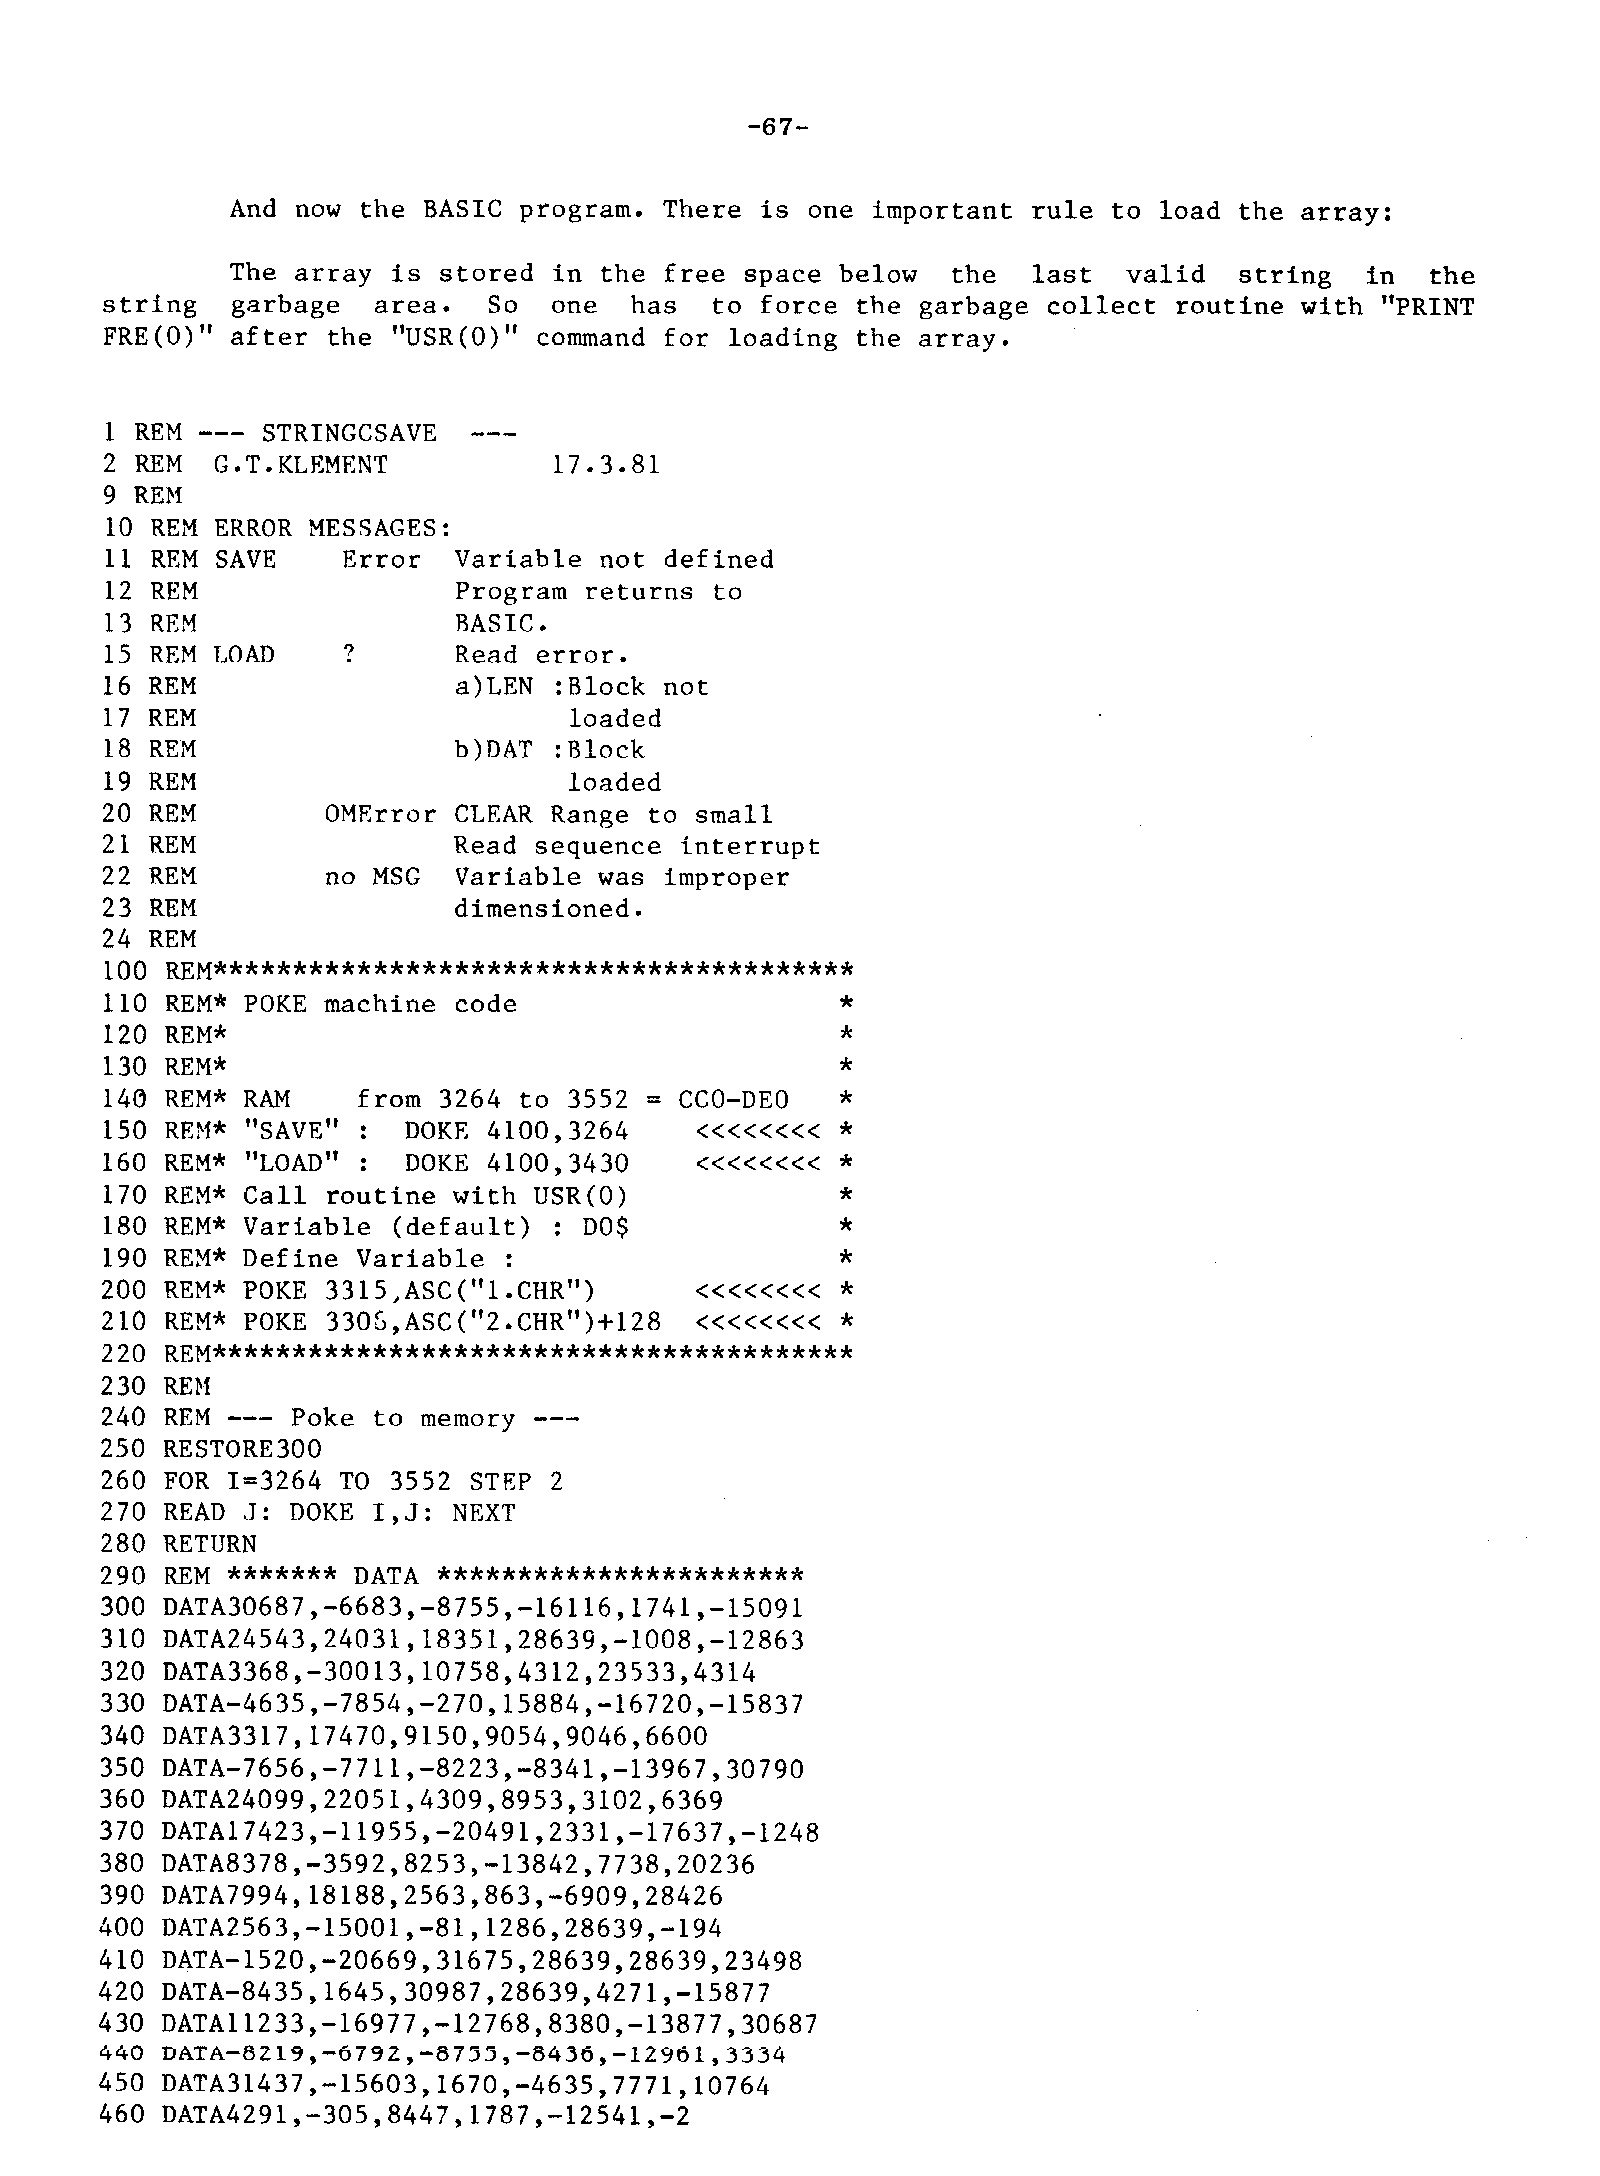 -67-
And now the BASIC program. There is one important rule to load the array:
The array is stored in the free space below the last valid string in the
string garbage area. So one has to force the garbage collect routine with "PRINT
FRE(0)" after the "USR(0)" command for loading the array.
1 REM --- STRINGCSAVE ---
2 REM G.T.KLEMENT 17.3.81
9 REM
10 REM ERROR MESSAGES:
11 REM SAVE Error Variable not defined
12 REM Program returns to
13 REM BASIC.
15 REM LOAD ? Read error.
16 REM a)LEN :Block not
17 REM loaded
18 REM b)DAT :Block
19 REM loaded
20 REM OMError CLEAR Range to small
21 REM Read sequence interrupt
22 REM no MSG Variable was improper
23 REM dimensioned.
24 REM
100 REM****************************************
110 REM* POKE machine code *
120 REM* *
130 REM* *
140 REM* RAM from 3264 to 3552 = CC0-DE0 *
150 REM* "SAVE" : DOKE 4100,3264 <<<<<<<< *
160 REM* "LOAD" : DOKE 4100,3430 <<<<<<<< *
170 REM* Call routine with USR(0) *
180 REM* Variable (default) : D0$ *
190 REM* Define Variable : *
200 REM* POKE 3315,ASC("1.CHR") <<<<<<<< *
210 REM* POKE ,ASC("2.CHR")+128 <<<<<<<< *
220 REM****************************************
230 REM
240 REM --- Poke to memory ---
250 RESTORE300
260 FOR I=3264 TO 3552 STEP 2
270 READ J: DOKE I,J: NEXT
280 RETURN
290 REM ******* DATA ***********************
300 DATA30687,-6683,-8755,-16116,1741,-15091
310 DATA24543,24031,18351,28639,-1008,-12863
320 DATA3368,-30013,10758,4312,23533,4314
330 DATA-4635,-7854,-270,15884,-16720,-15837
340 DATA3317,17470,9150,9054,9046,6600
350 DATA-7656,-7711,-8223,-8341,-13967,30790
360 DATA24099,22051,4309,8953,3102,6369
370 DATA17423,-11955,-20491,2331,-17637,-1248
380 DATA8378,-3592,8253,-13842,7738,20236
390 DATA7994,18188,2563,863,-6909,28426
400 DATA2563,-15001,-81,1286,28639,-194
410 DATA-1520,-20669,31675,28639,28639,23498
420 DATA-8435,1645,30987,28639,4271,-15877
430 DATA11233,-16977,-12768,8380,-13877,30687
440 DATA-8219,-6792,-8755,-8436,-12961,3334
450 DATA31437,-15603,1670,-4635,7771,10764
460 DATA4291,-305,8447,1787,-12541,-2